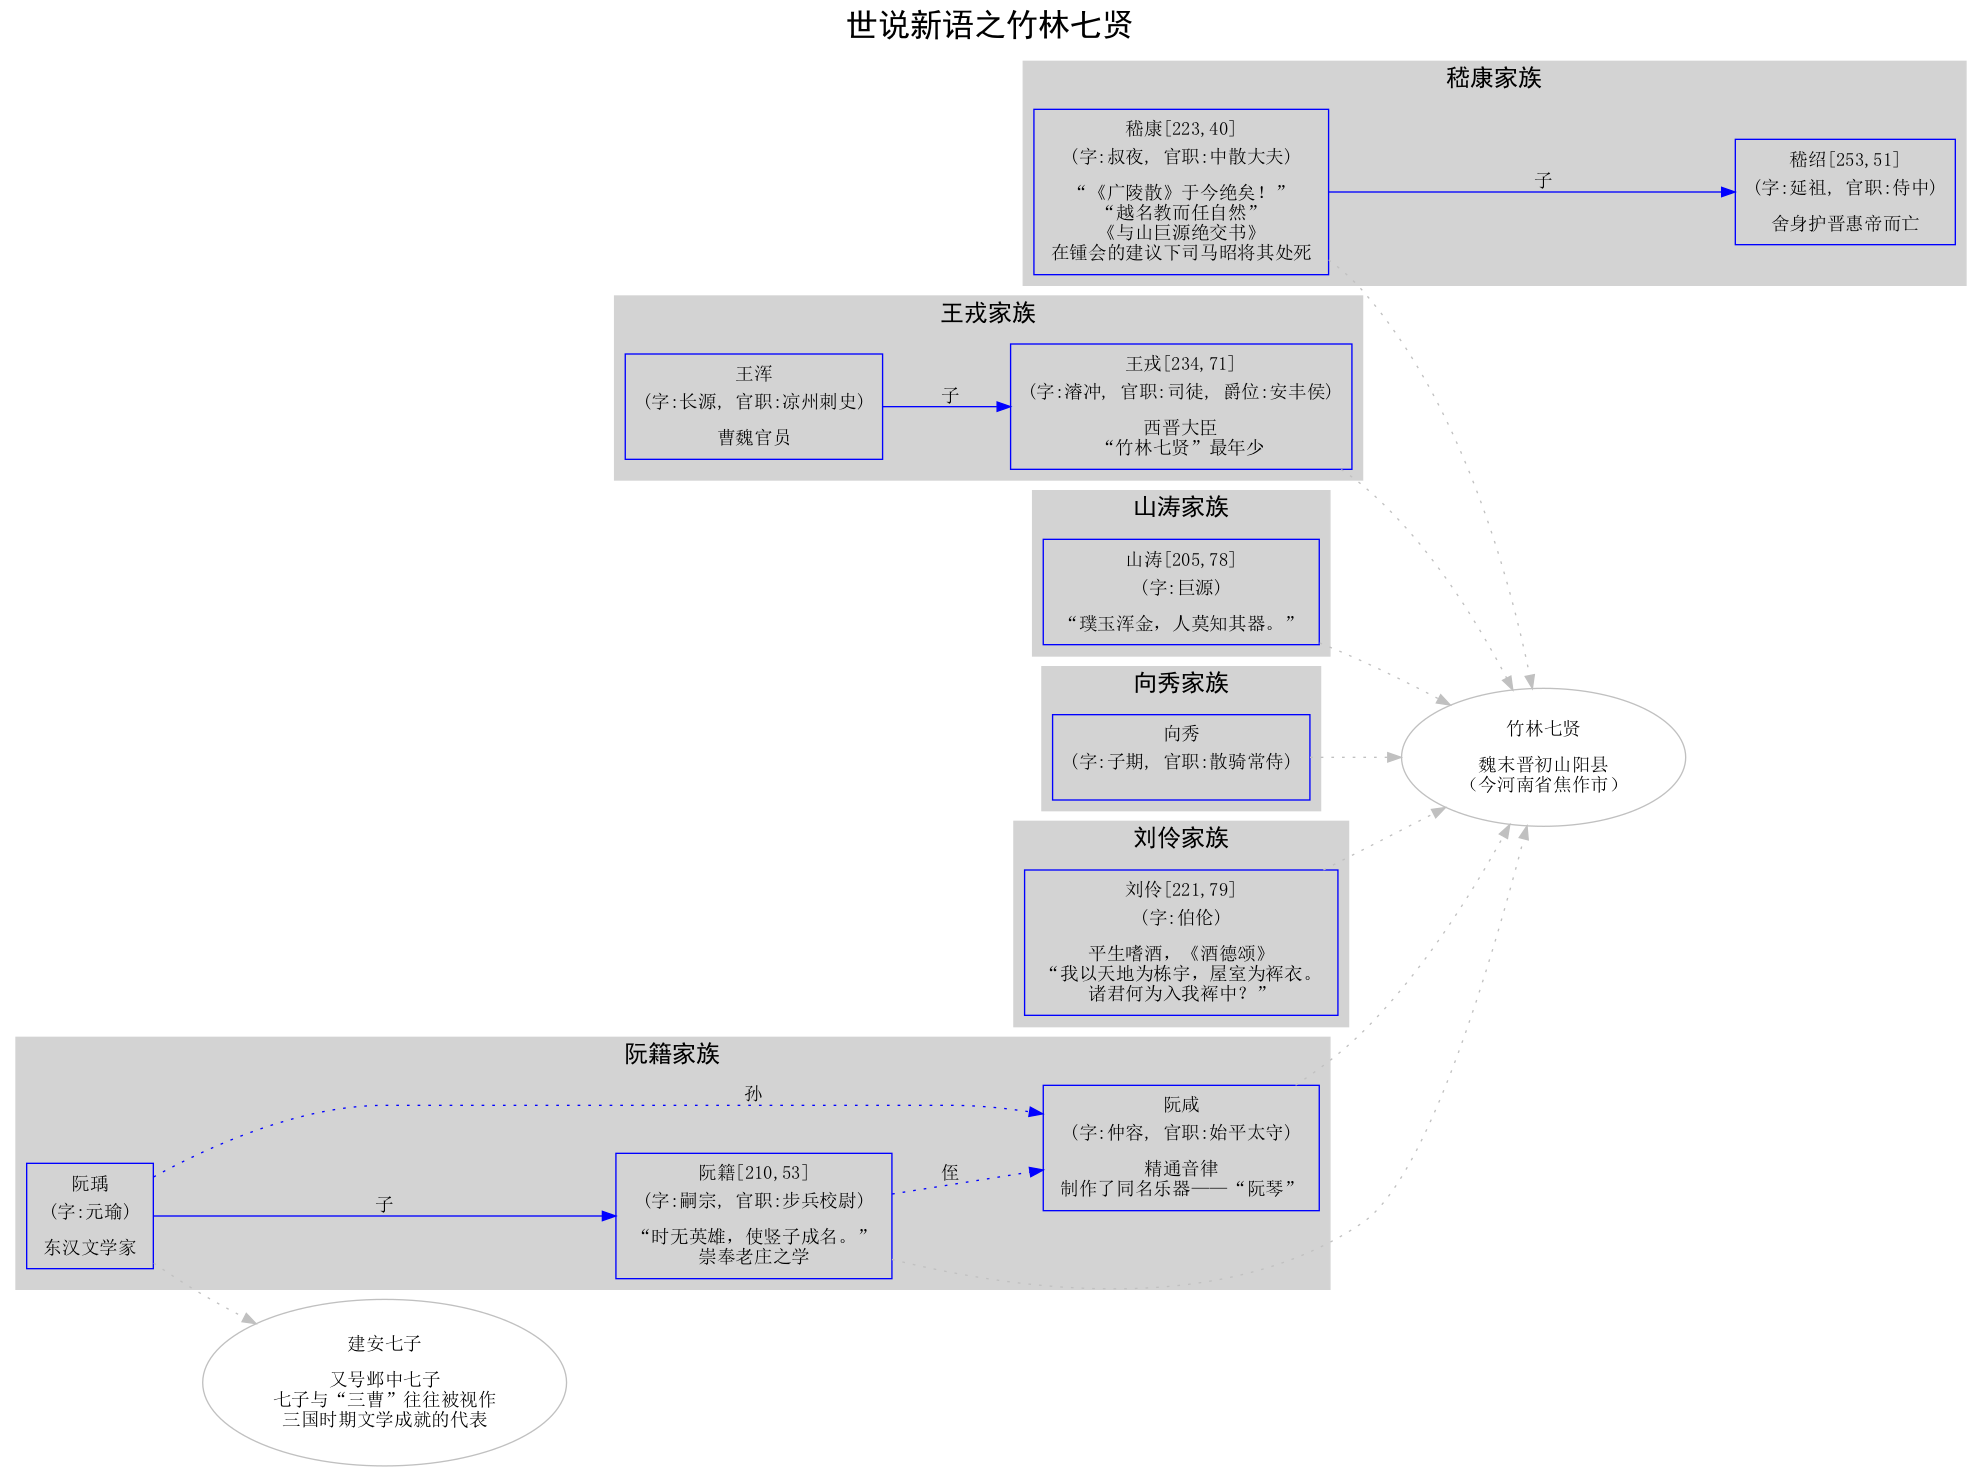 世说新语之竹林七贤
嵇康家族
嵇康[223,40]
(字:叔夜, 官职:中散大夫)
“《广陵散》于今绝矣！”
“越名教而任自然”
《与山巨源绝交书》
在锺会的建议下司马昭将其处死
子
嵇绍[253,51]
(字:延祖, 官职:侍中)
舍身护晋惠帝而亡
王戎家族
王浑
(字:长源, 官职:凉州刺史)
曹魏官员
子
王戎[234,71]
(字:濬冲, 官职:司徒, 爵位:安丰侯)
西晋大臣
“竹林七贤”最年少
山涛家族
山涛[205,78]
(字:巨源)
“璞玉浑金，人莫知其器。”
向秀家族
向秀
(字:子期, 官职:散骑常侍)
竹林七贤
魏末晋初山阳县
（今河南省焦作市）
刘伶家族
刘伶[221,79]
(字:伯伦)
平生嗜酒，《酒德颂》
“我以天地为栋宇，屋室为裈衣。
诸君何为入我裈中？”
阮籍家族
阮瑀
(字:元瑜)
东汉文学家
孙
子
阮籍[210,53]
(字:嗣宗, 官职:步兵校尉)
“时无英雄，使竖子成名。”
崇奉老庄之学
侄
阮咸
(字:仲容, 官职:始平太守)
精通音律
制作了同名乐器——“阮琴”
建安七子
又号邺中七子
七子与“三曹”往往被视作
三国时期文学成就的代表